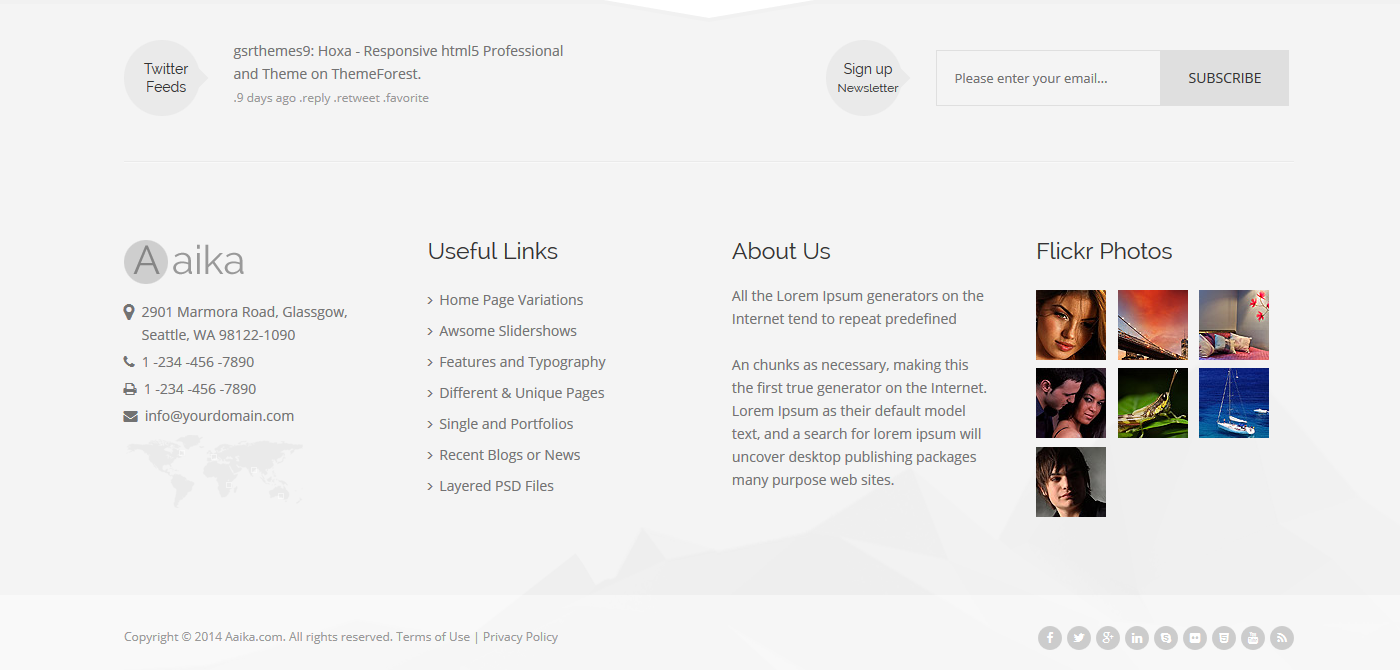 Twitter
Feeds
gsrthemes9: Hoxa - Responsive html5 Professional
and Theme on ThemeForest.
.9 days ago .reply .retweet .favorite
Sign up
Newsletter
Please enter your email...
SUBSCRIBE
Aaika
2901 Marmora Road, Glassgow,
Seattle, WA 98122-1090
1 -234 -456 -7890
1 -234 -456 -7890
info@yourdomain.com
Useful Links
Home Page Variations
Awsome Slidershows
Features and Typography
Different & Unique Pages
Single and Portfolios
Recent Blogs or News
Layered PSD Files
About Us
All the Lorem Ipsum generators on the
Internet tend to repeat predefined
An chunks as necessary, making this
the first true generator on the Internet.
Lorem Ipsum as their default model
text, and a search for lorem ipsum will
uncover desktop publishing packages
many purpose web sites.
Flickr Photos
Copyright © 2014 Aaika.com. All rights reserved. Terms of Use | Privacy Policy